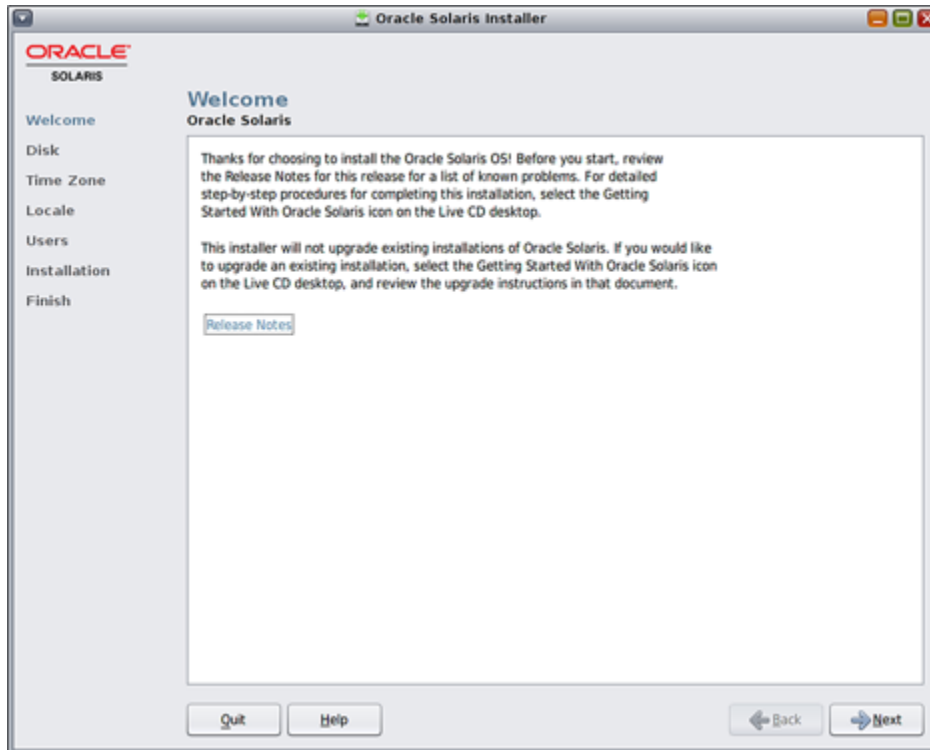 Oracle Solaris Installer
ORACLE
SOLARIS
Welcome
Disk
Time Zone
Locale
Users
Installation
Finish
Welcome
Oracle Solaris
Thanks for choosing to install the Oracle Solaris OS! Before you start, review
the Release Notes for this release for a list of known problems. For detailed
step-by-step procedures for completing this installation, select the Getting
Started With Oracle Solaris icon on the Live CD desktop.
This installer will not upgrade existing installations of Oracle Solaris. If you would like
to upgrade an existing installation, select the Getting Started With Oracle Solaris icon
on the Live CD desktop, and review the upgrade instructions in that document.
Release Notes
Quit
Help
Back
Next